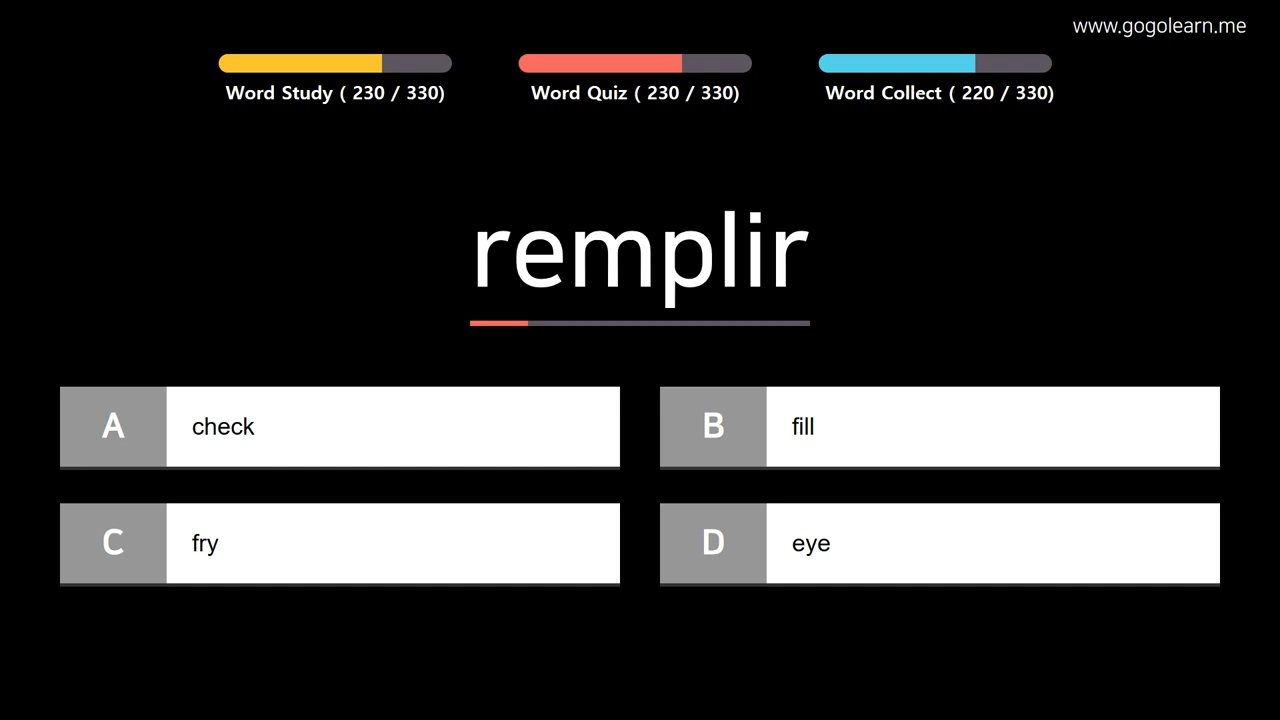 www.gogolearn.me
Word Study ( 230 / 330)
Word Quiz ( 230 / 330)
Word Collect ( 220 / 330)
remplir
A check
B fill
C fry
D eye